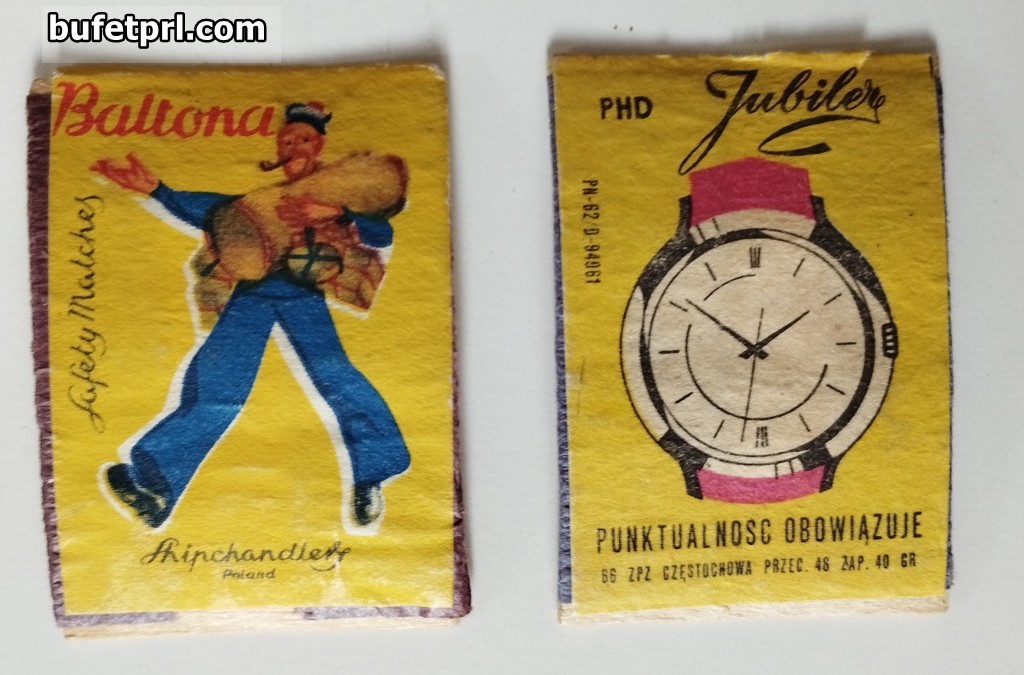 bufetprl.com
Baltona
Safety Matches
Shipchandlers
Poland
PHD Jubiler
PN-62/D-94061
PUNKTUALNOŚĆ OBOWIĄZUJE
66 ZPZ CZĘSTOCHOWA PRZEC. 48 ZAP. 40 GR